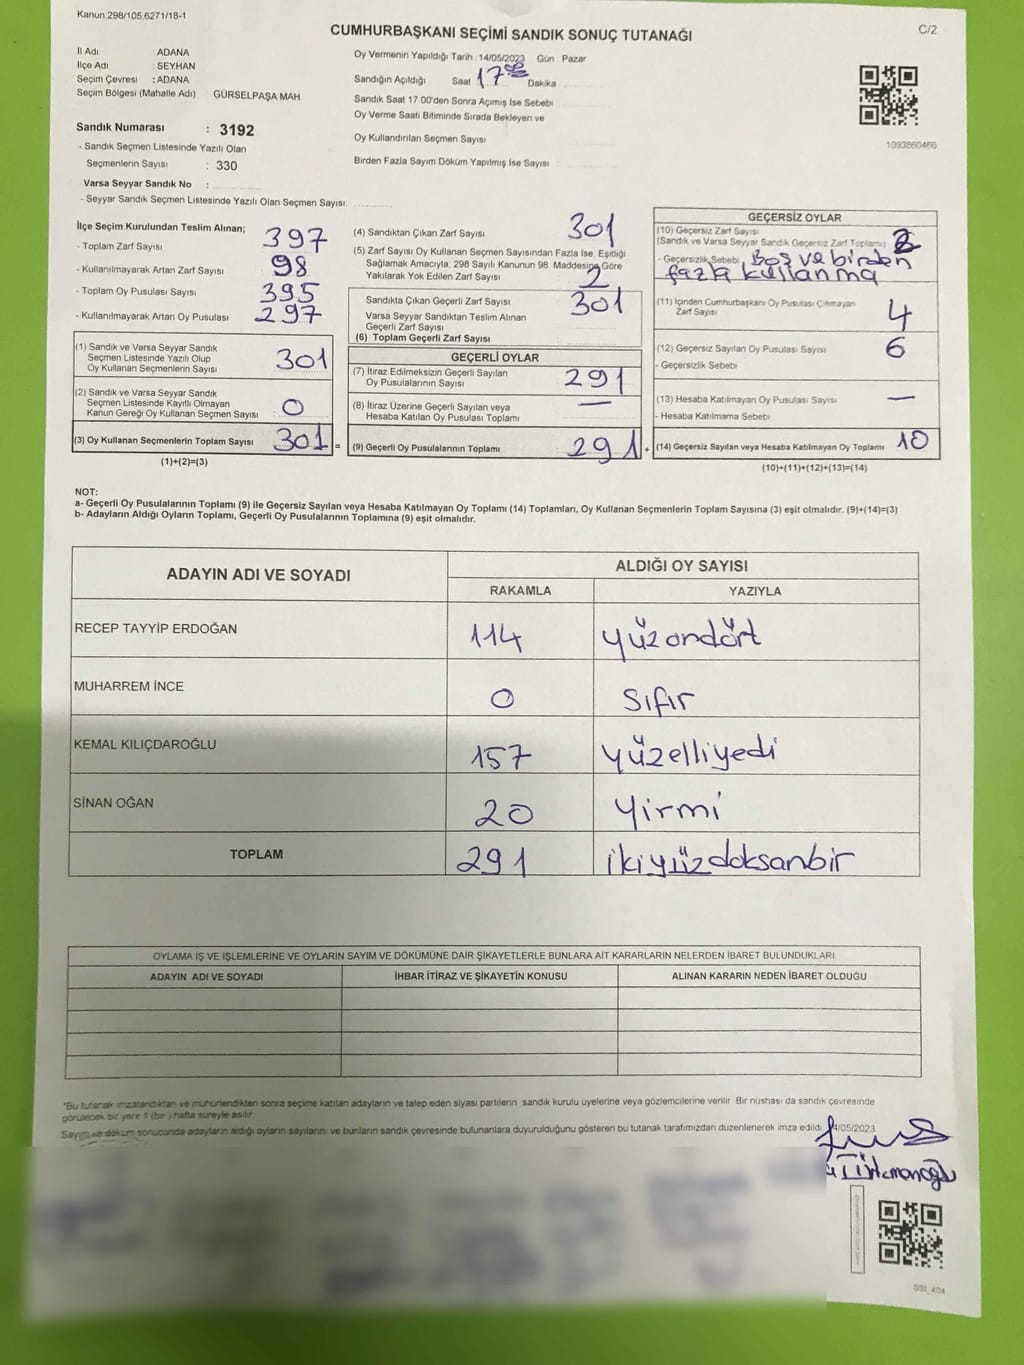 Kanun:298/105,6271/18-1
CUMHURBAŞKANI SEÇİMİ SANDIK SONUÇ TUTANAĞI
C/2
İl Adı ADANA
İlçe Adı SEYHAN
Seçim Çevresi : ADANA
Seçim Bölgesi (Mahalle Adı) GÜRSELPAŞA MAH.
Sandık Numarası : 3192
- Sandık Seçmen Listesinde Yazılı Olan
Seçmenlerin Sayısı : 330
Varsa Seyyar Sandık No :
- Seyyar Sandık Seçmen Listesinde Yazılı Olan Seçmen Sayısı:
Oy Vermenin Yapıldığı Tarih : 14/05/2023 Gün : Pazar
Sandığın Açıldığı Saat 17 Dakika
Sandık Saat 17.00'den Sonra Açımış İse Sebebi
Oy Verme Saati Bitiminde Sırada Bekleyen ve
Oy Kullandırılan Seçmen Sayısı
Birden Fazla Sayım Döküm Yapılmış İse Sayısı
1093860466
İlçe Seçim Kurulundan Teslim Alınan;
- Toplam Zarf Sayısı 397
- Kullanılmayarak Artan Zarf Sayısı 98
- Toplam Oy Pusulası Sayısı 395
- Kullanılmayarak Artan Oy Pusulası 297
(1) Sandık ve Varsa Seyyar Sandık
Seçmen Listesinde Yazılı Olup
Oy Kullanan Seçmenlerin Sayısı 301
(2) Sandık ve Varsa Seyyar Sandık
Seçmen Listesinde Kayıtlı Olmayan
Kanun Gereği Oy Kullanan Seçmen Sayısı 0
(3) Oy Kullanan Seçmenlerin Toplam Sayısı 301 =
(1)+(2)=(3)
(4) Sandıktan Çıkan Zarf Sayısı 301
(5) Zarf Sayısı Oy Kullanan Seçmen Sayısından Fazla İse, Eşitliği
Sağlamak Amacıyla, 298 Sayılı Kanunun 98. Maddesine Göre
Yakılarak Yok Edilen Zarf Sayısı 2
Sandıkta Çıkan Geçerli Zarf Sayısı 301
Varsa Seyyar Sandıktan Teslim Alınan
Geçerli Zarf Sayısı
(6) Toplam Geçerli Zarf Sayısı
GEÇERLİ OYLAR
(7) İtiraz Edilmeksizin Geçerli Sayılan
Oy Pusulalarının Sayısı 291
(8) İtiraz Üzerine Geçerli Sayılan veya
Hesaba Katılan Oy Pusulası Toplamı —
(9) Geçerli Oy Pusulalarının Toplamı 291 +
GEÇERSİZ OYLAR
(10) Geçersiz Zarf Sayısı
(Sandık ve Varsa Seyyar Sandık Geçersiz Zarf Toplamı)
- Geçersizlik Sebebi Boş ve birden
fazla kullanma
(11) İçinden Cumhurbaşkanı Oy Pusulası Çıkmayan
Zarf Sayısı 4
(12) Geçersiz Sayılan Oy Pusulası Sayısı 6
- Geçersizlik Sebebi
(13) Hesaba Katılmayan Oy Pusulası Sayısı —
- Hesaba Katılmama Sebebi
(14) Geçersiz Sayılan veya Hesaba Katılmayan Oy Toplamı 10
(10)+(11)+(12)+(13)=(14)
NOT:
a- Geçerli Oy Pusulalarının Toplamı (9) ile Geçersiz Sayılan veya Hesaba Katılmayan Oy Toplamı (14) Toplamları, Oy Kullanan Seçmenlerin Toplam Sayısına (3) eşit olmalıdır. (9)+(14)=(3)
b- Adayların Aldığı Oyların Toplamı, Geçerli Oy Pusulalarının Toplamına (9) eşit olmalıdır.
ADAYIN ADI VE SOYADI ALDIĞI OY SAYISI
RAKAMLA YAZIYLA
RECEP TAYYİP ERDOĞAN 114 yüzondört
MUHARREM İNCE 0 sıfır
KEMAL KILIÇDAROĞLU 157 yüzelliyedi
SİNAN OĞAN 20 yirmi
TOPLAM 291 ikiyüzdoksanbir
OYLAMA İŞ VE İŞLEMLERİNE VE OYLARIN SAYIM VE DÖKÜMÜNE DAİR ŞİKAYETLERLE BUNLARA AİT KARARLARIN NELERDEN İBARET BULUNDUKLARI
ADAYIN ADI VE SOYADI İHBAR İTİRAZ VE ŞİKAYETİN KONUSU ALINAN KARARIN NEDEN İBARET OLDUĞU
*Bu tutanak imzalandıktan ve mühürlendikten sonra seçime katılan adayların ve talep eden siyasi partilerin sandık kurulu üyelerine veya gözlemcilerine verilir. Bir nüshası da sandık çevresinde
görülecek bir yere 1 (bir) hafta süreyle asılır.
Sayım ve döküm sonucunda adayların aldığı oyların sayılarını ve bunların sandık çevresinde bulunanlara duyurulduğunu gösteren bu tutanak tarafımızdan düzenlenerek imza edildi. 14/05/2023